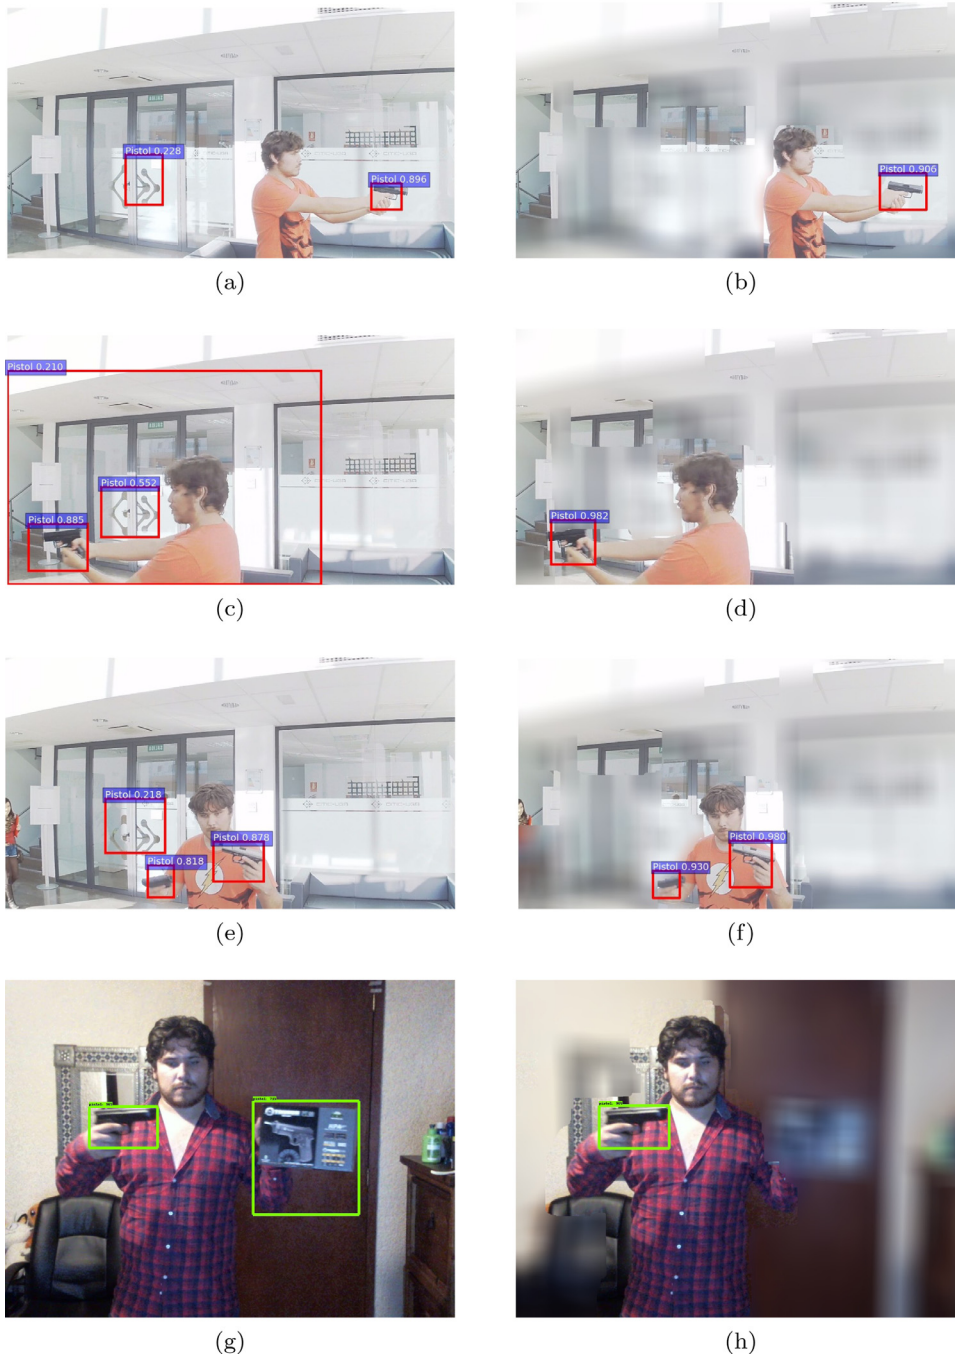 Pistol 0.228
Pistol 0.896
Pistol 0.906
(a)
(b)
Pistol 0.210
Pistol 0.552
Pistol 0.885
Pistol 0.982
(c)
(d)
Pistol 0.218
Pistol 0.878
Pistol 0.818
Pistol 0.980
Pistol 0.930
(e)
(f)
(g)
(h)